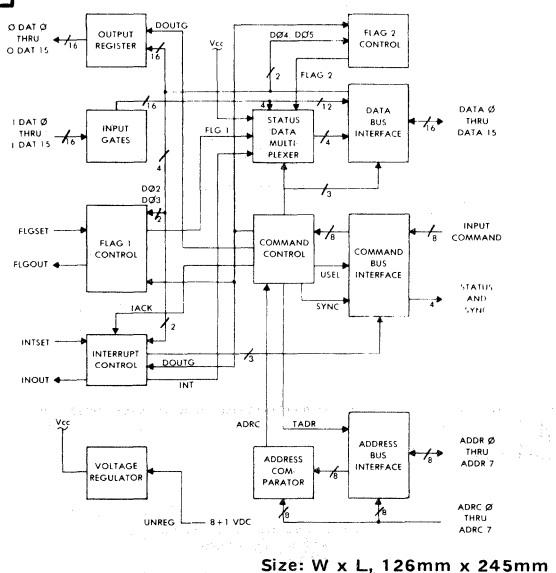 O DAT Ø
THRU
O DAT 15
16
OUTPUT
REGISTER
DOUTG
16
Vcc
DØ4 DØ5
2
FLAG 2
FLAG 2
CONTROL
I DAT Ø
THRU
I DAT 15
16
INPUT
GATES
16
4
12
FLG 1
STATUS
DATA
MULTI-
PLEXER
4
DATA
BUS
INTERFACE
16
DATA Ø
THRU
DATA 15
4
DØ2
DØ3
2
3
FLGSET
FLGOUT
FLAG 1
CONTROL
COMMAND
CONTROL
8
USEL
SYNC
COMMAND
BUS
INTERFACE
8
INPUT
COMMAND
4
STATUS
AND
SYNC
IACK
2
INTSET
INOUT
INTERRUPT
CONTROL
3
DOUTG
INT
ADRC
TADR
Vcc
VOLTAGE
REGULATOR
UNREG
8+1 VDC
ADDRESS
COM-
PARATOR
8
ADDRESS
BUS
INTERFACE
8
ADDR Ø
THRU
ADDR 7
8
8
ADRC Ø
THRU
ADRC 7
Size: W x L, 126mm x 245mm